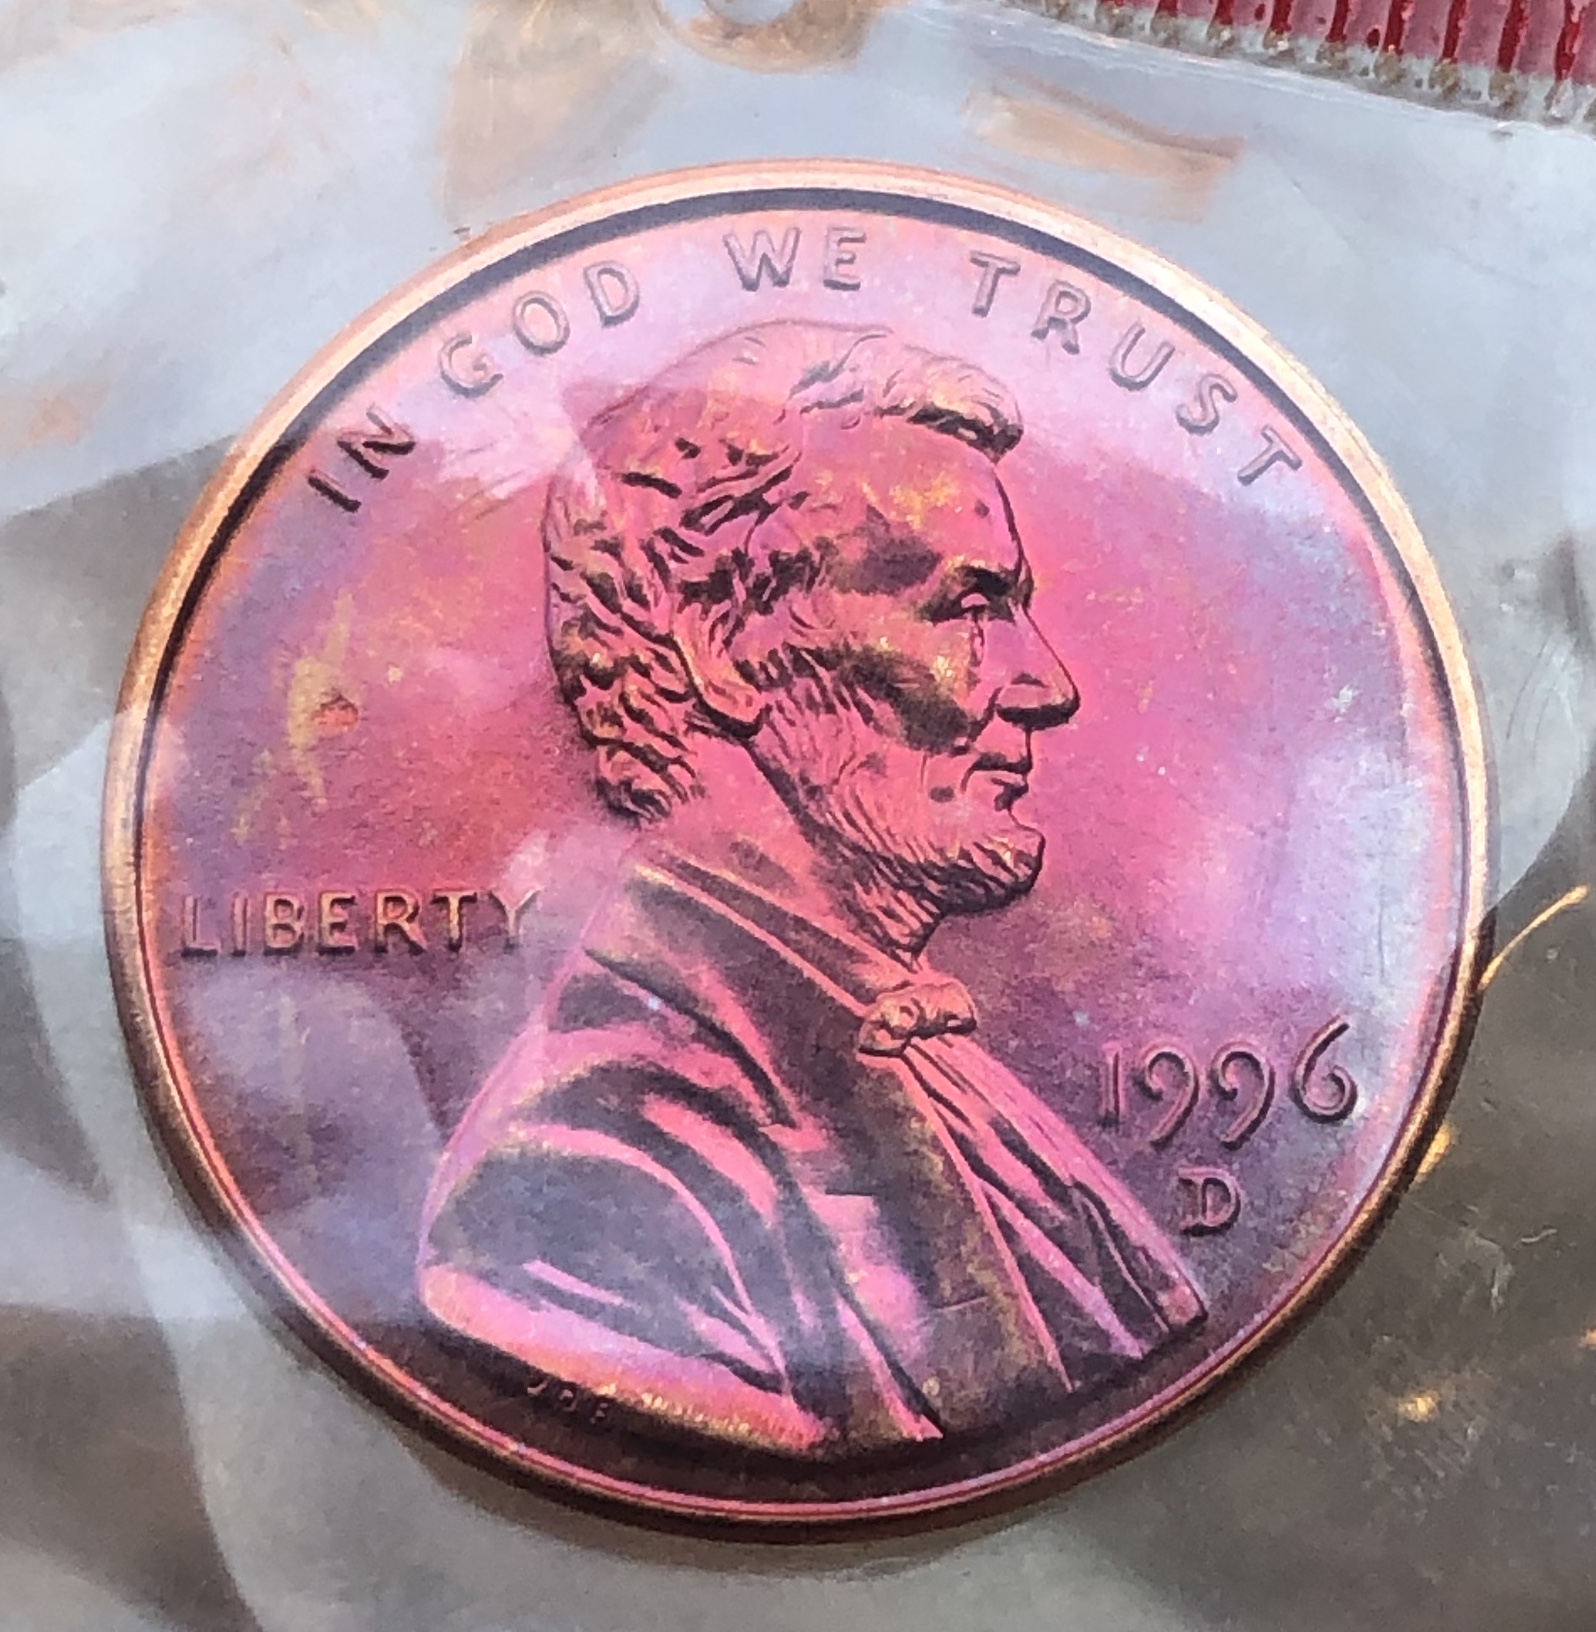 IN GOD WE TRUST
LIBERTY
1996
D